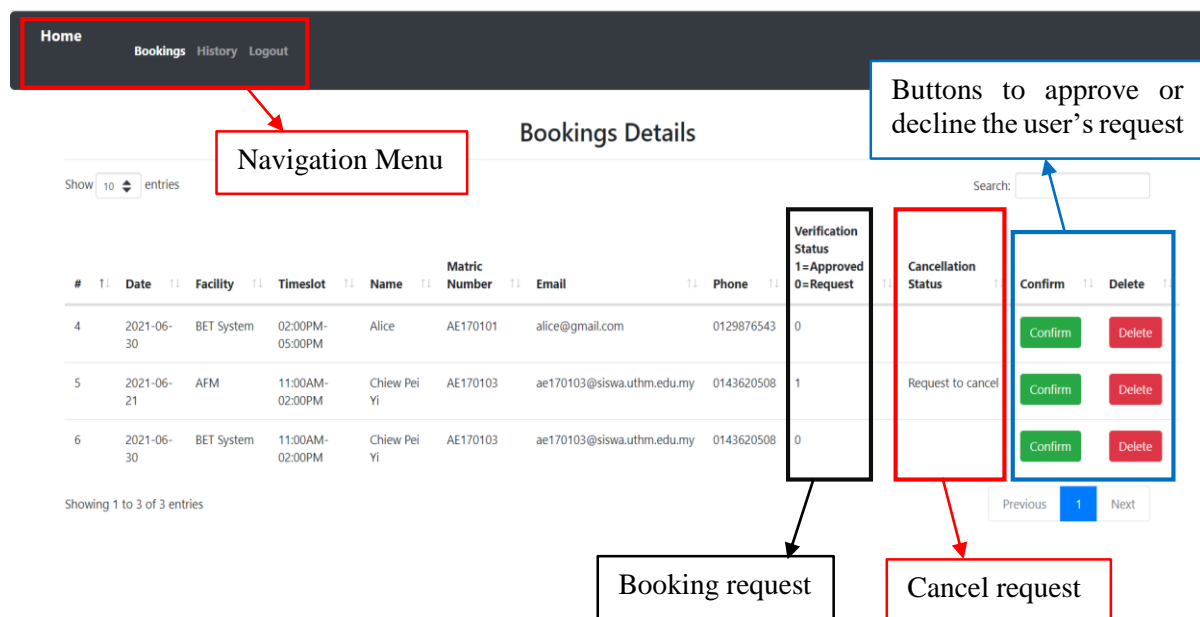 Home
Bookings History Logout
Buttons to approve or
decline the user's request
Bookings Details
Navigation Menu
Show 10 entries
Search:
# Date Facility Timeslot Name Matric Number Email Phone Verification Status 1=Approved 0=Request Cancellation Status Confirm Delete
4 2021-06-30 BET System 02:00PM-05:00PM Alice AE170101 alice@gmail.com 0129876543 0 Confirm Delete
5 2021-06-21 AFM 11:00AM-02:00PM Chiew Pei Yi AE170103 ae170103@siswa.uthm.edu.my 0143620508 1 Request to cancel Confirm Delete
6 2021-06-30 BET System 11:00AM-02:00PM Chiew Pei Yi AE170103 ae170103@siswa.uthm.edu.my 0143620508 0 Confirm Delete
Showing 1 to 3 of 3 entries
Previous 1 Next
Booking request
Cancel request